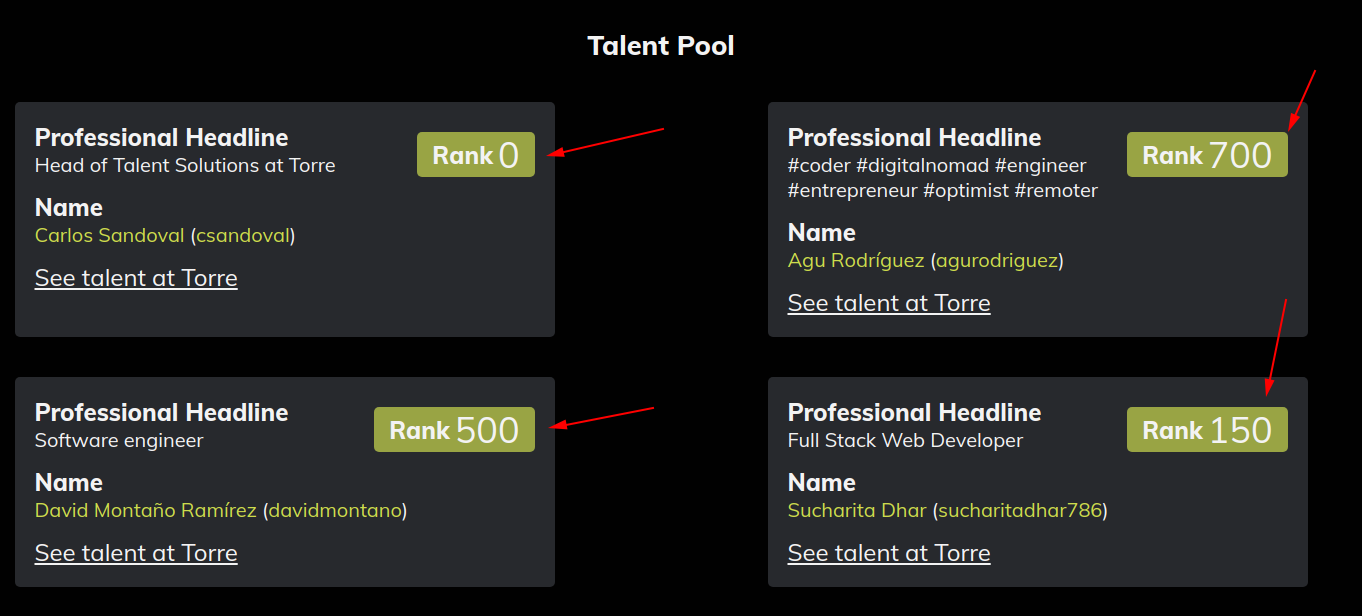 Talent Pool
Professional Headline
Rank 0
Head of Talent Solutions at Torre
Name
Carlos Sandoval (csandoval)
See talent at Torre
Professional Headline
Rank 700
#coder #digitalnomad #engineer
#entrepreneur #optimist #remoter
Name
Agu Rodríguez (agurodriguez)
See talent at Torre
Professional Headline
Rank 500
Software engineer
Name
David Montaño Ramírez (davidmontano)
See talent at Torre
Professional Headline
Rank 150
Full Stack Web Developer
Name
Sucharita Dhar (sucharitadhar786)
See talent at Torre